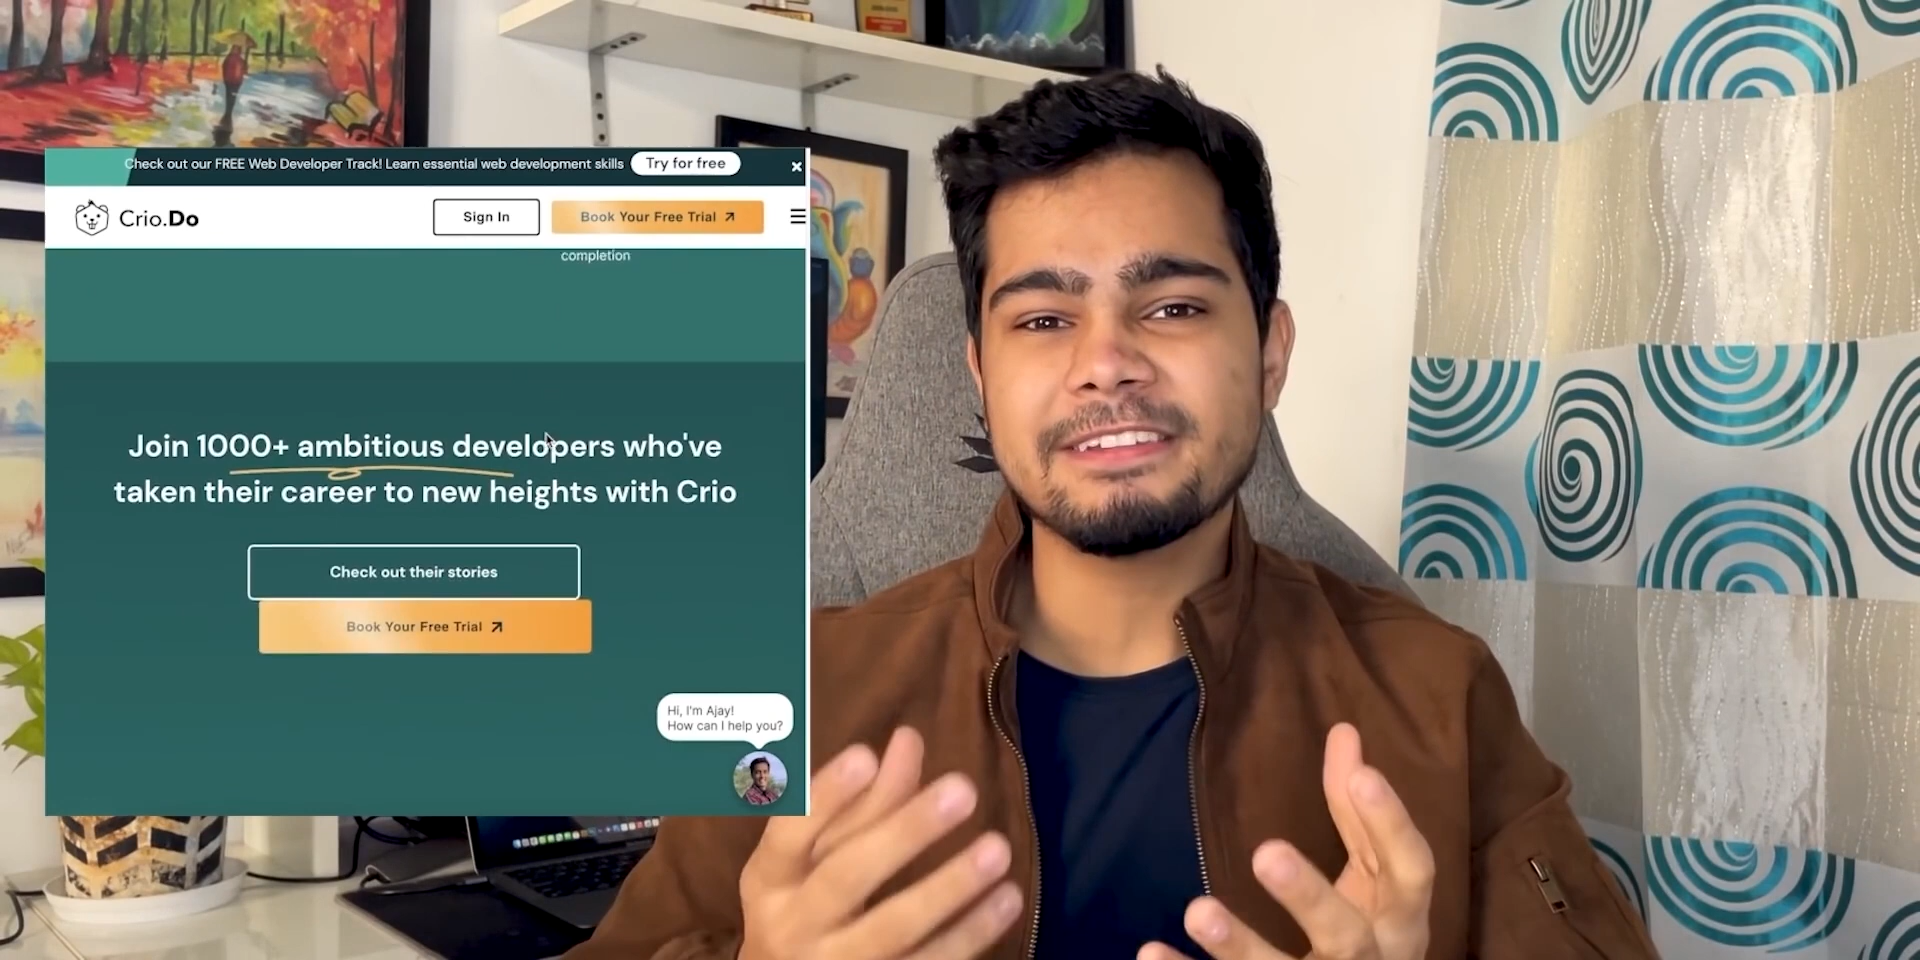 Check out our FREE Web Developer Track! Learn essential web development skills Try for free
Crio.Do
Sign In
Book Your Free Trial
completion
Join 1000+ ambitious developers who've
taken their career to new heights with Crio
Check out their stories
Book Your Free Trial
Hi, I'm Ajay!
How can I help you?